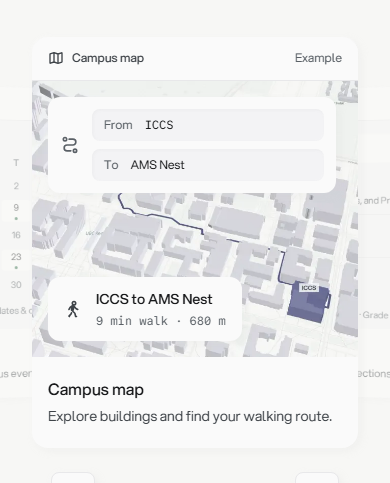 Campus map
Example
T
2
9
16
23
30
From ICCS
To AMS Nest
ICCS
ICCS to AMS Nest
9 min walk · 680 m
Grade
Campus map
Explore buildings and find your walking route.